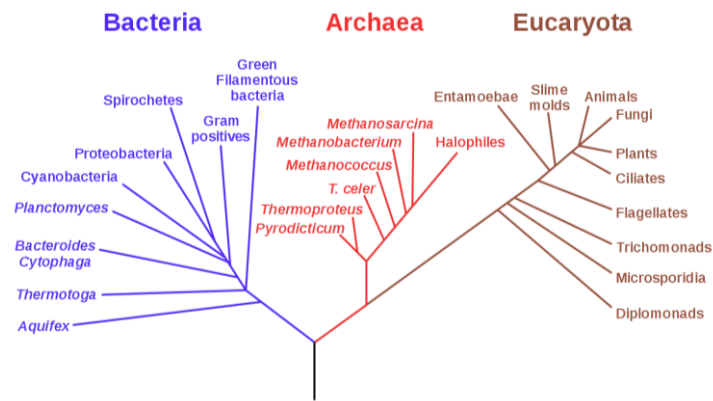 Bacteria
Archaea
Eucaryota
Green
Filamentous
bacteria
Spirochetes
Gram
positives
Proteobacteria
Cyanobacteria
Planctomyces
Bacteroides
Cytophaga
Thermotoga
Aquifex
Methanosarcina
Methanobacterium
Halophiles
Methanococcus
T. celer
Thermoproteus
Pyrodicticum
Entamoebae
Slime
molds
Animals
Fungi
Plants
Ciliates
Flagellates
Trichomonads
Microsporidia
Diplomonads